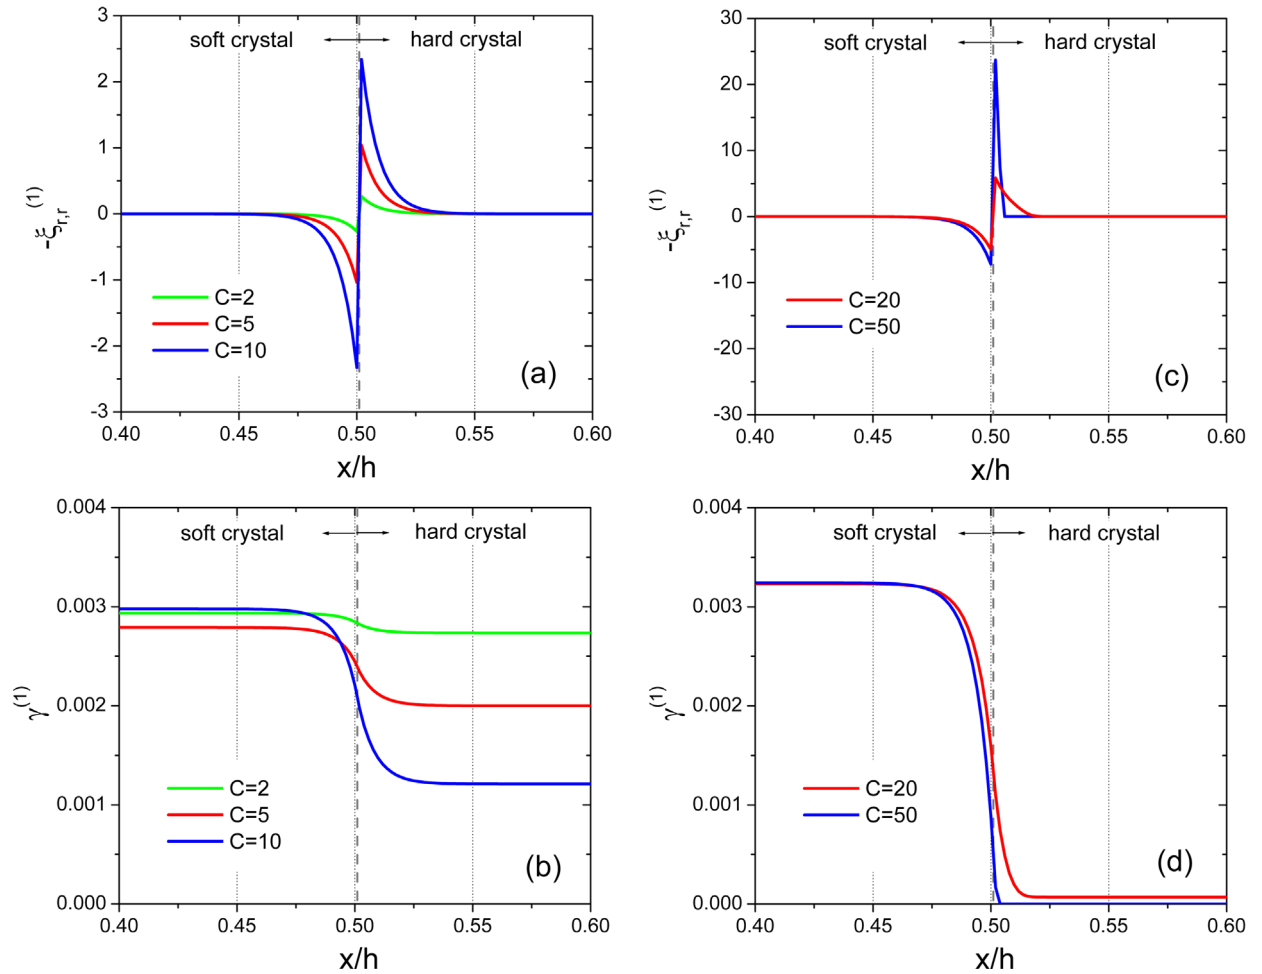 3
2
1
0
-1
-2
-3
-ξr,r(1)
soft crystal
hard crystal
C=2
C=5
C=10
(a)
0.40
0.45
0.50
0.55
0.60
x/h
30
20
10
0
-10
-20
-30
-ξr,r(1)
soft crystal
hard crystal
C=20
C=50
(c)
0.40
0.45
0.50
0.55
0.60
x/h
0.004
0.003
0.002
0.001
0.000
γ(1)
soft crystal
hard crystal
C=2
C=5
C=10
(b)
0.40
0.45
0.50
0.55
0.60
x/h
0.004
0.003
0.002
0.001
0.000
γ(1)
soft crystal
hard crystal
C=20
C=50
(d)
0.40
0.45
0.50
0.55
0.60
x/h